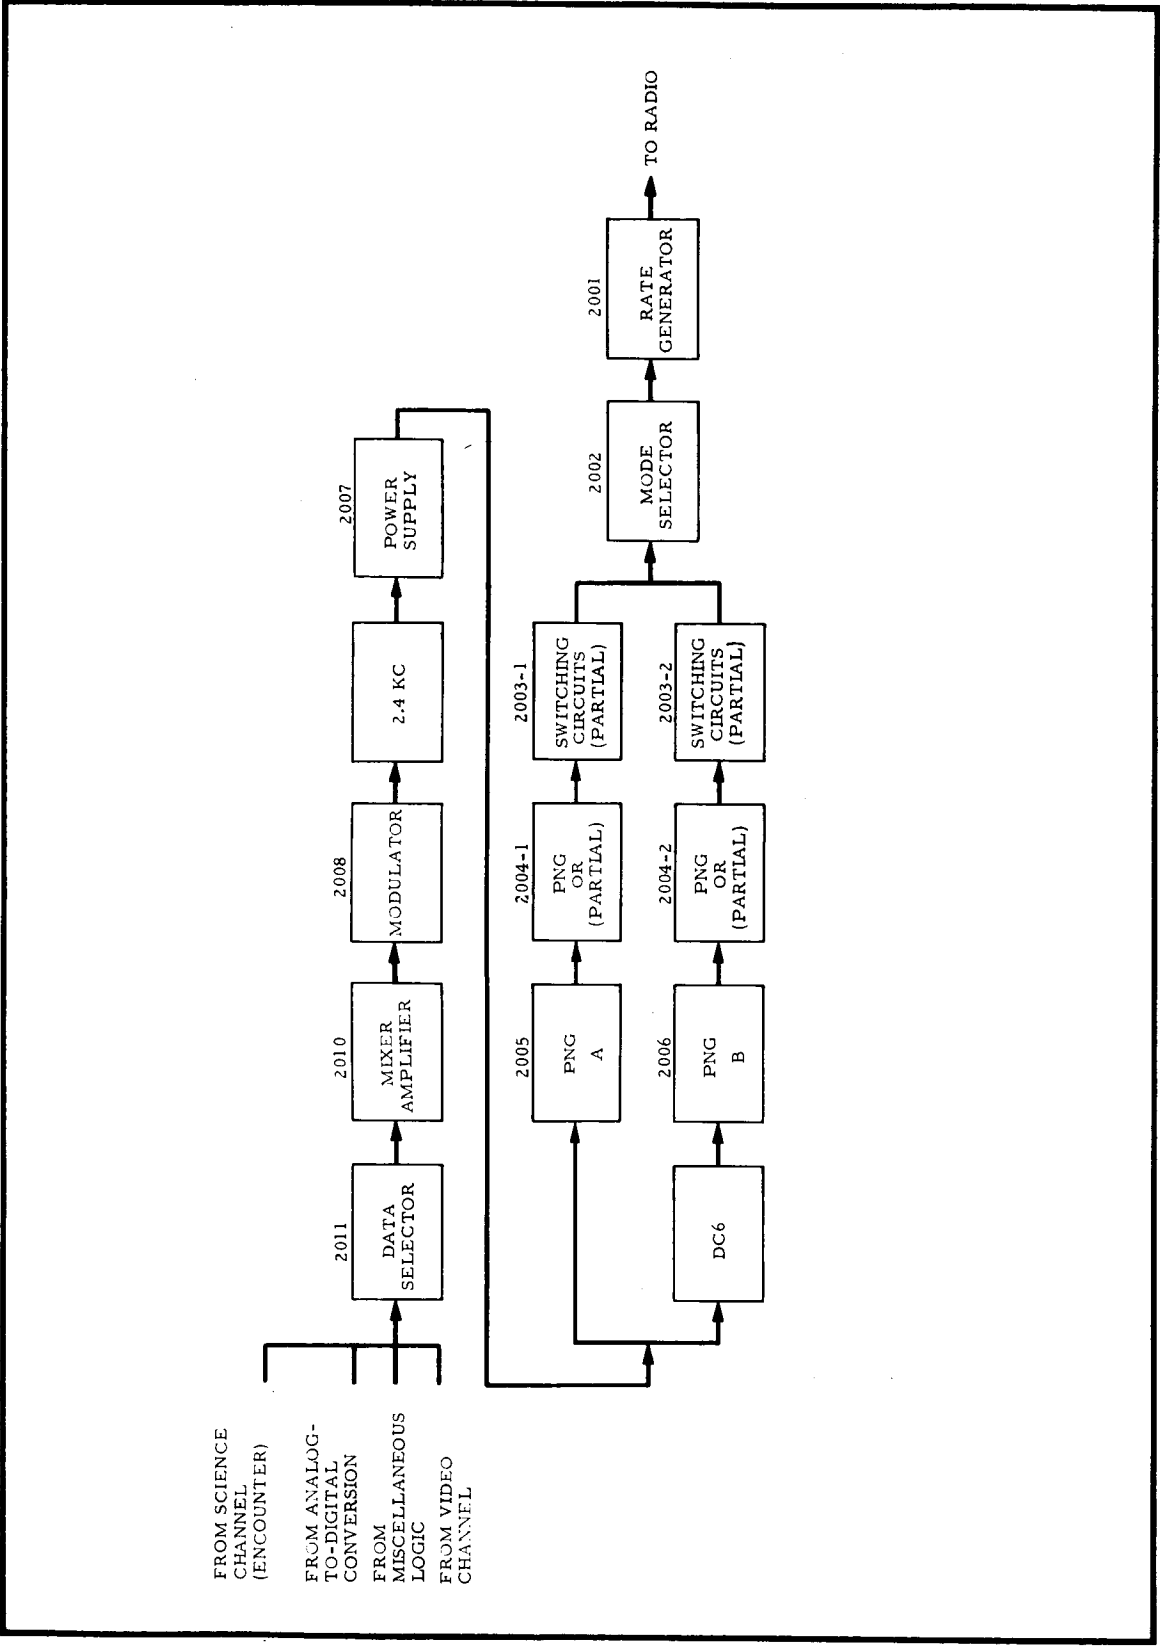 FROM SCIENCE
CHANNEL
(ENCOUNTER)
FROM ANALOG-
TO-DIGITAL
CONVERSION
FROM
MISCELLANEOUS
LOGIC
FROM VIDEO
CHANNEL
2011
DATA
SELECTOR
2010
MIXER
AMPLIFIER
2008
MODULATOR
2.4 KC
2007
POWER
SUPPLY
2005
PNG
A
2004-1
PNG
OR
(PARTIAL)
2003-1
SWITCHING
CIRCUITS
(PARTIAL)
DC6
2006
PNG
B
2004-2
PNG
OR
(PARTIAL)
2003-2
SWITCHING
CIRCUITS
(PARTIAL)
2002
MODE
SELECTOR
2001
RATE
GENERATOR
TO RADIO